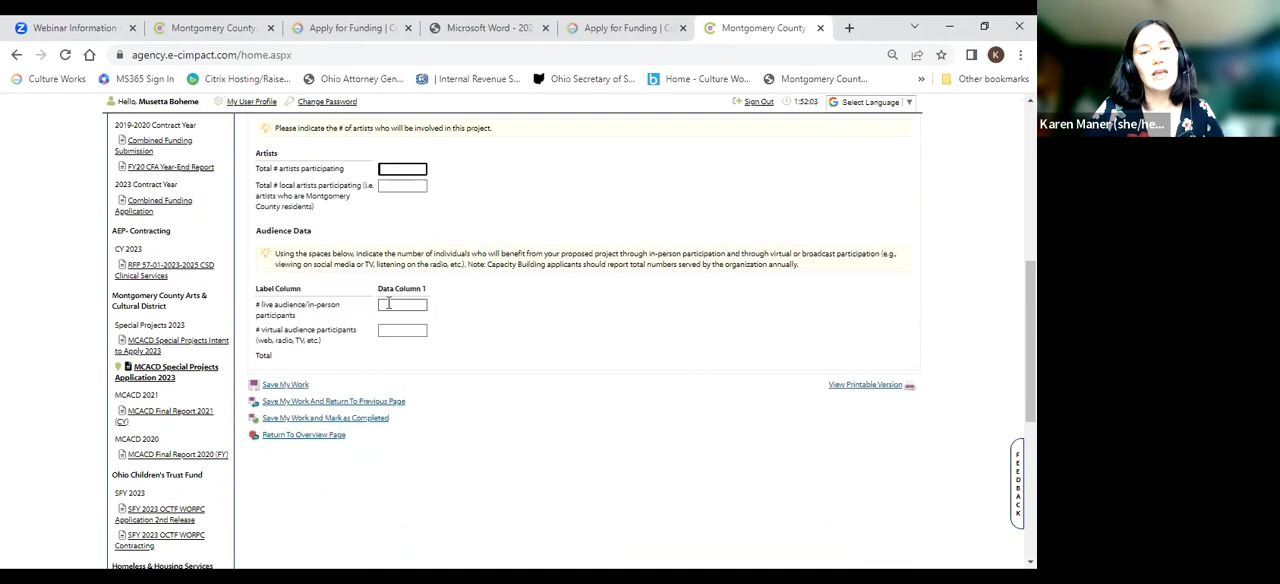 Webinar Information -
Montgomery County
Apply for Funding | C
Microsoft Word - 202
Apply for Funding | C
Montgomery County
agency.e-cimpact.com/home.aspx
K
Culture Works
MS365 Sign In
Citrix Hosting/Raise...
Ohio Attorney Gen...
| Internal Revenue S...
Ohio Secretary of S...
Home - Culture Wo...
Montgomery Count...
»
Other bookmarks
Hello, Musetta Boheme
My User Profile
Change Password
Sign Out
1:52:03
Select Language
Karen Maner (she/he...
2019-2020 Contract Year
Combined Funding
Submission
FY20 CFA Year-End Report
2023 Contract Year
Combined Funding
Application
AEP- Contracting
CY 2023
RFP 57-01-2023-2025 CSD
Clinical Services
Montgomery County Arts &
Cultural District
Special Projects 2023
MCACD Special Projects Intent
to Apply 2023
MCACD Special Projects
Application 2023
MCACD 2021
MCACD Final Report 2021
(CY)
MCACD 2020
MCACD Final Report 2020 (FY)
Ohio Children's Trust Fund
SFY 2023
SFY 2023 OCTF WORPC
Application 2nd Release
SFY 2023 OCTF WORPC
Contracting
Homeless & Housing Services
Please indicate the # of artists who will be involved in this project.
Artists
Total # artists participating
Total # local artists participating (i.e.
artists who are Montgomery
County residents)
Audience Data
Using the spaces below, indicate the number of individuals who will benefit from your proposed project through in-person participation and through virtual or broadcast participation (e.g.,
viewing on social media or TV, listening on the radio, etc.). Note: Capacity Building applicants should report total numbers served by the organization annually.
Label Column
Data Column 1
# live audience/in-person
participants
# virtual audience participants
(web, radio, TV, etc.)
Total
Save My Work
View Printable Version
Save My Work And Return To Previous Page
Save My Work and Mark as Completed
Return To Overview Page
FEEDBACK